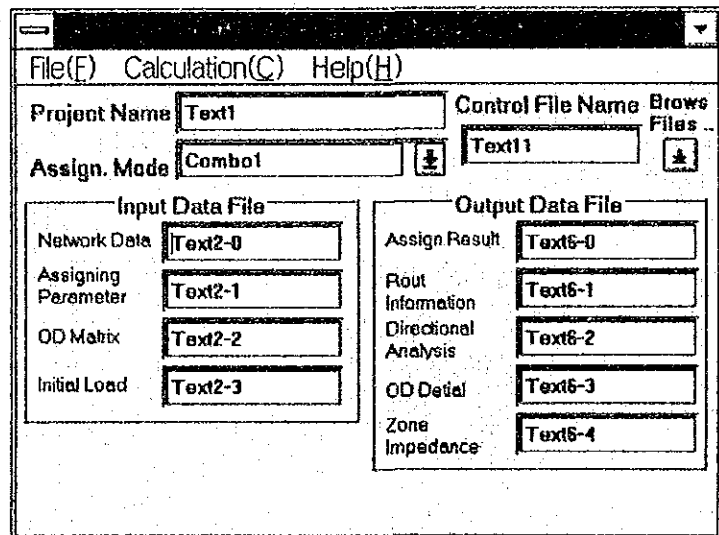 File(F) Calculation(C) Help(H)
Project Name Text1
Control File Name
Text11
Brows
Files ..
Assign. Mode Combo1
Input Data File
Network Data Text2-0
Assigning
Parameter
Text2-1
OD Matrix Text2-2
Initial Load Text2-3
Output Data File
Assign Result Text6-0
Rout
Information
Text6-1
Directional
Analysis
Text6-2
OD Detial Text6-3
Zone
Impedance
Text6-4